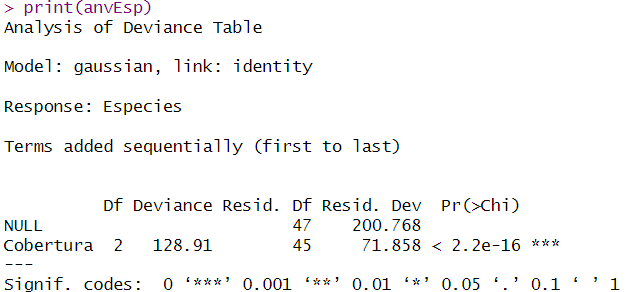 > print(anvEsp)
Analysis of Deviance Table

Model: gaussian, link: identity

Response: Especies

Terms added sequentially (first to last)


          Df Deviance Resid. Df Resid. Dev  Pr(>Chi)
NULL                         47    200.768
Cobertura  2   128.91        45     71.858 < 2.2e-16 ***
---
Signif. codes:  0 ‘***’ 0.001 ‘**’ 0.01 ‘*’ 0.05 ‘.’ 0.1 ‘ ’ 1